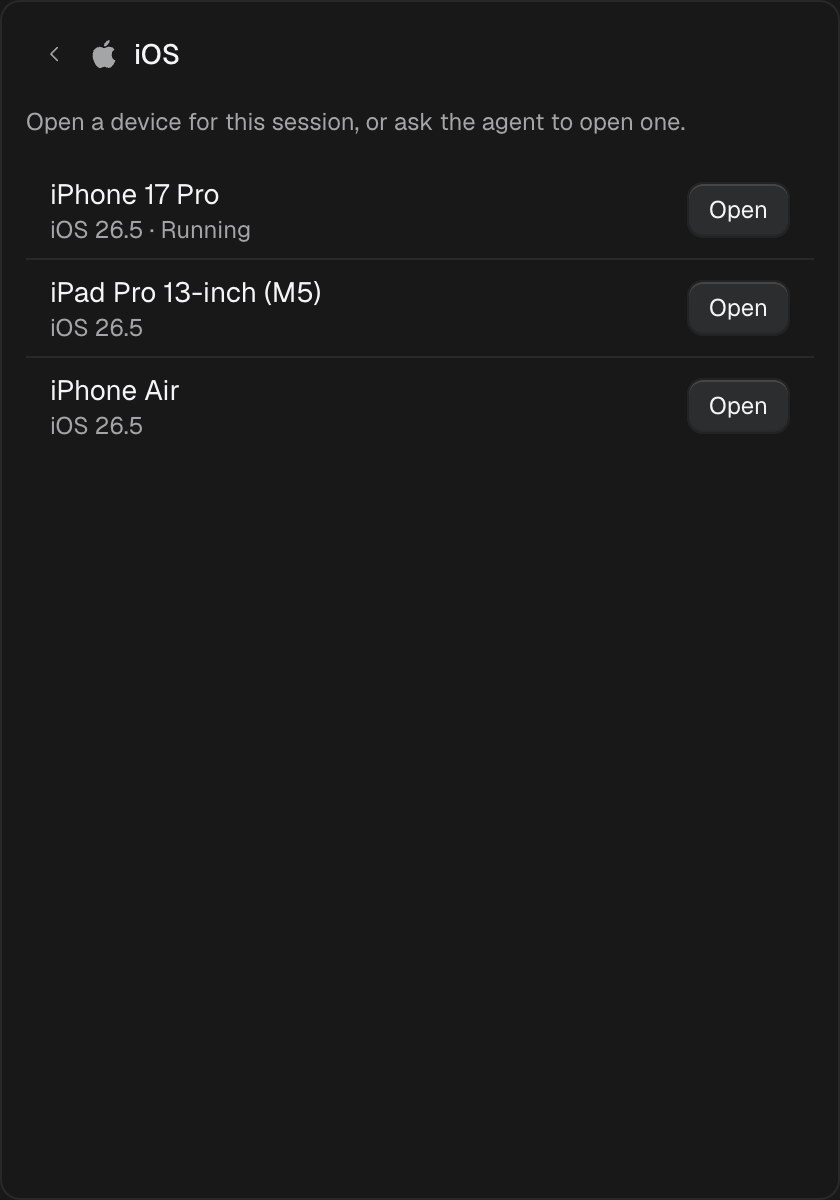 iOS
Open a device for this session, or ask the agent to open one.
iPhone 17 Pro
iOS 26.5 · Running
Open
iPad Pro 13-inch (M5)
iOS 26.5
Open
iPhone Air
iOS 26.5
Open